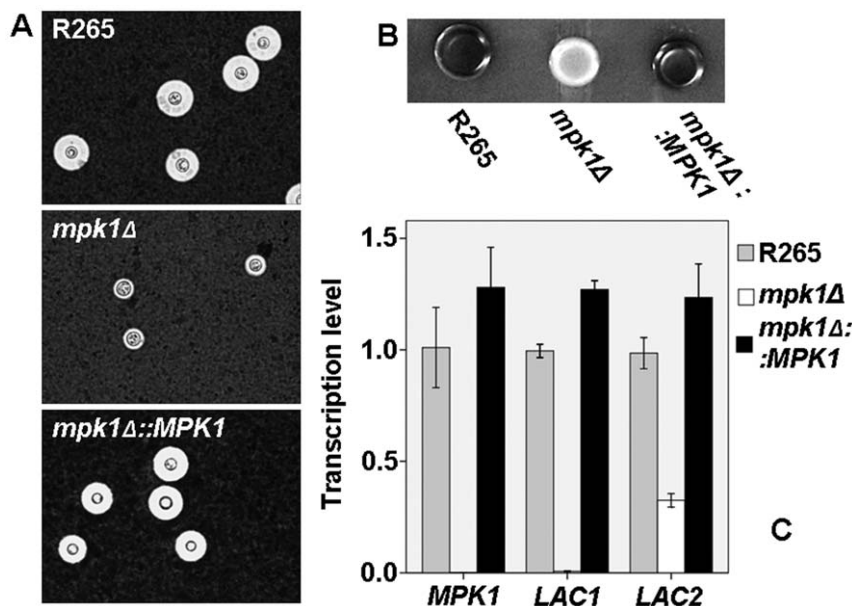 A
R265
mpk1Δ
mpk1Δ::MPK1
B
R265
mpk1Δ
mpk1Δ:
:MPK1
Transcription level
1.5
1.0
0.5
0.0
MPK1
LAC1
LAC2
R265
mpk1Δ
mpk1Δ:
:MPK1
C